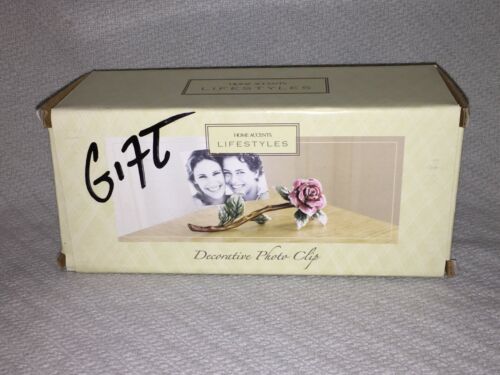 HOME ACCENTS
LIFESTYLES
GIFT
HOME ACCENTS
LIFESTYLES
Decorative Photo Clip